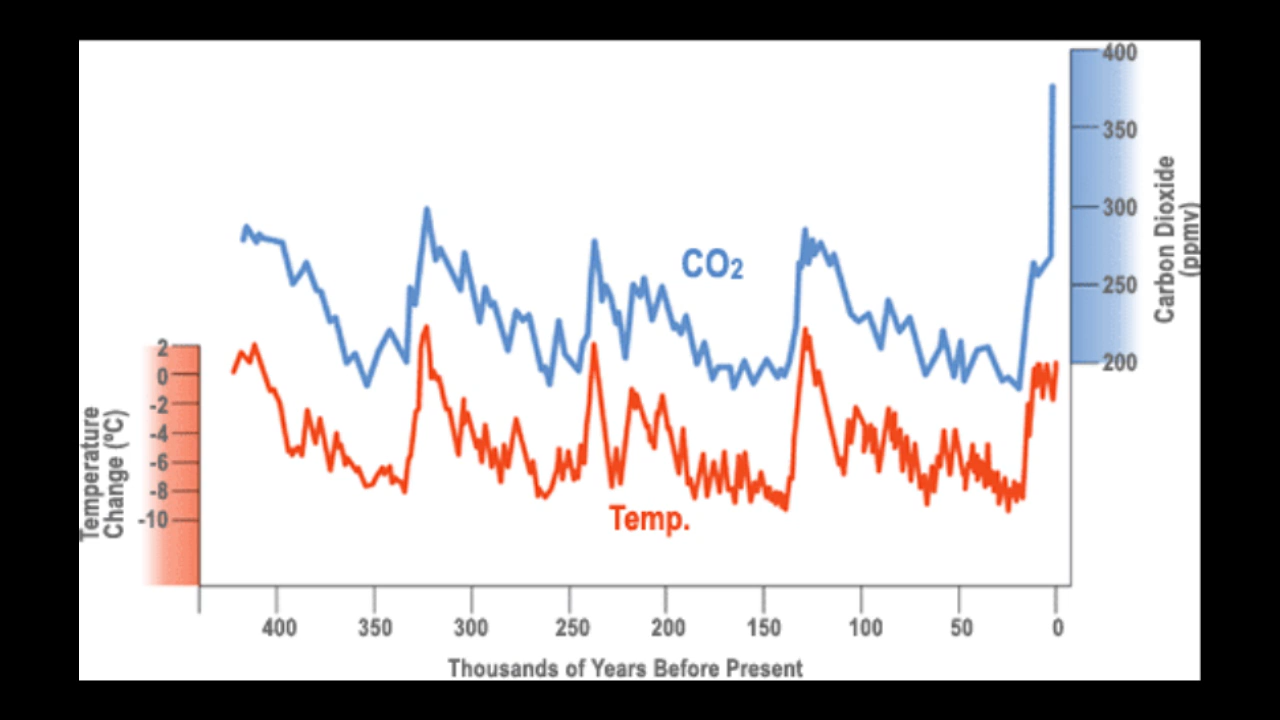 400
350
300
250
200
Carbon Dioxide
(ppmv)
CO₂
2
0
-2
-4
-6
-8
-10
Temperature
Change (ºC)
Temp.
400 350 300 250 200 150 100 50 0
Thousands of Years Before Present